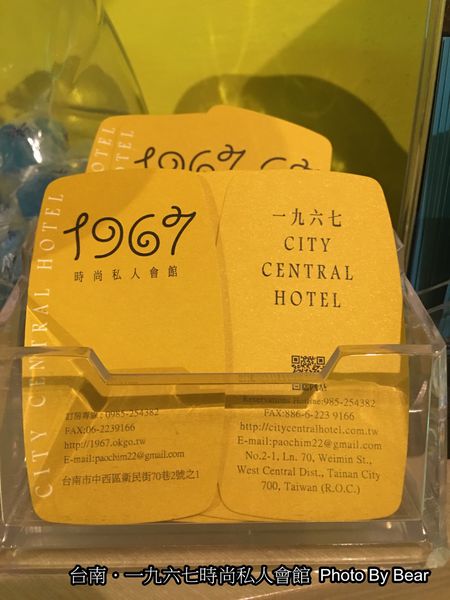 1967
CITY CENTRAL HOTEL
1967
時尚私人會館
訂房專線：0985-254382
FAX:06-2239166
http://1967.okgo.tw
E-mail:paochim22@gmail.com
台南市中西區衛民街70巷2號之1
一九六七
CITY
CENTRAL
HOTEL
Reservations Hotline:985-254382
FAX:886-6-223 9166
http://citycentralhotel.com.tw
E-mail:paochim22@gmail.com
No.2-1, Ln. 70, Weimin St.,
West Central Dist., Tainan City
700, Taiwan (R.O.C.)
台南・一九六七時尚私人會館 Photo By Bear